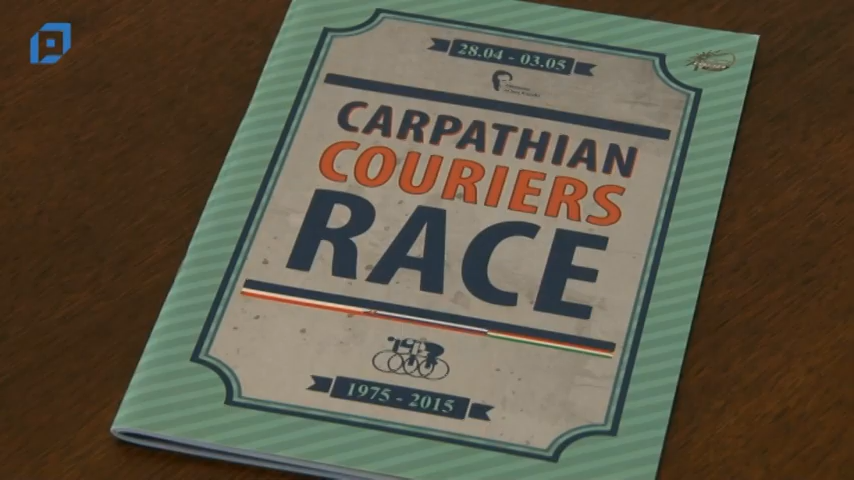 28.04 - 03.05
CARPATHIAN
COURIERS
RACE
1975 - 2015